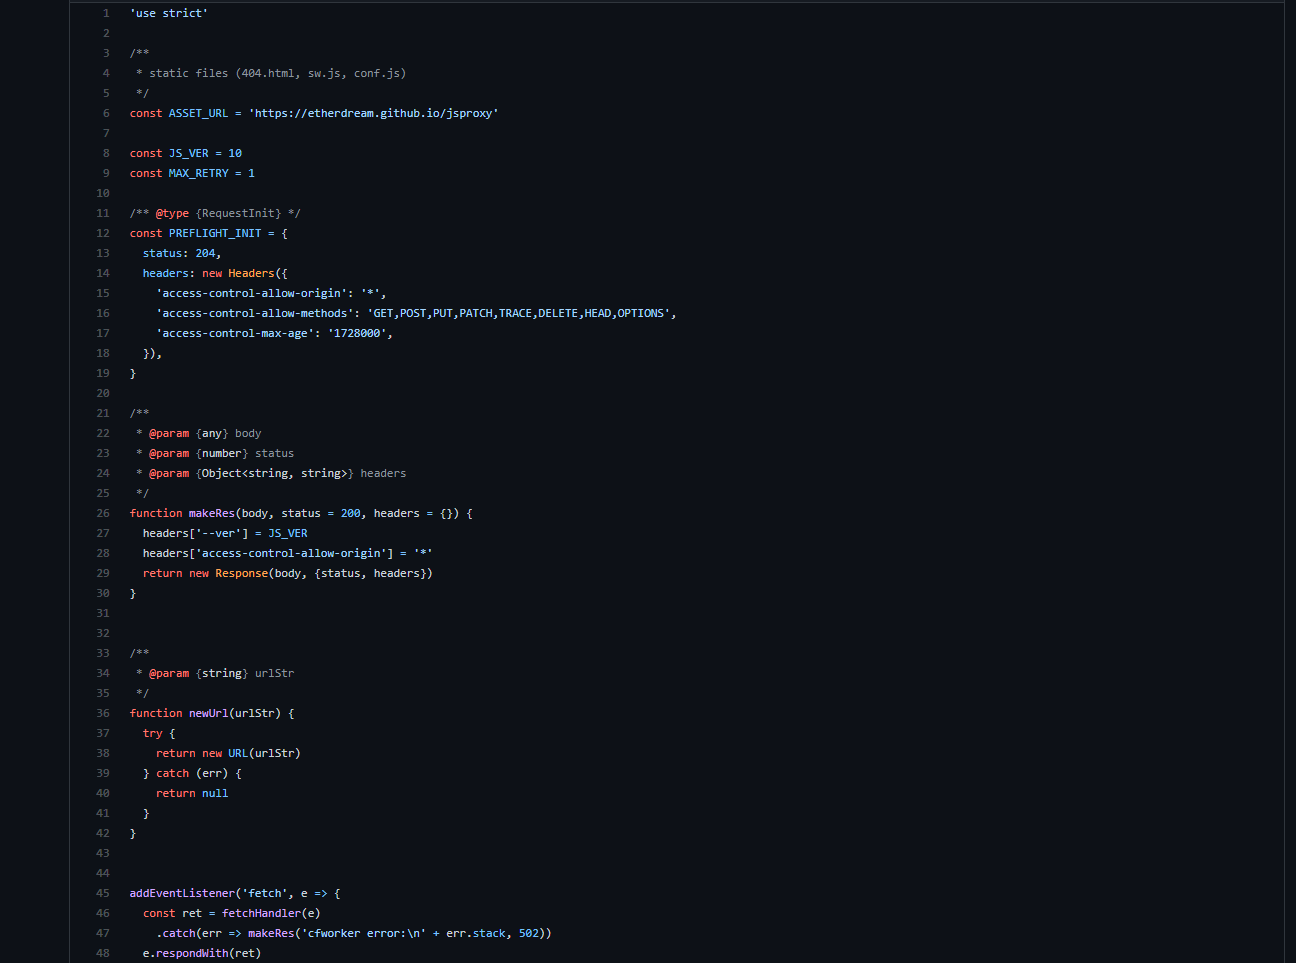 1 'use strict'
2
3 /**
4  * static files (404.html, sw.js, conf.js)
5  */
6 const ASSET_URL = 'https://etherdream.github.io/jsproxy'
7
8 const JS_VER = 10
9 const MAX_RETRY = 1
10
11 /** @type {RequestInit} */
12 const PREFLIGHT_INIT = {
13   status: 204,
14   headers: new Headers({
15     'access-control-allow-origin': '*',
16     'access-control-allow-methods': 'GET,POST,PUT,PATCH,TRACE,DELETE,HEAD,OPTIONS',
17     'access-control-max-age': '1728000',
18   }),
19 }
20
21 /**
22  * @param {any} body
23  * @param {number} status
24  * @param {Object<string, string>} headers
25  */
26 function makeRes(body, status = 200, headers = {}) {
27   headers['--ver'] = JS_VER
28   headers['access-control-allow-origin'] = '*'
29   return new Response(body, {status, headers})
30 }
31
32
33 /**
34  * @param {string} urlStr
35  */
36 function newUrl(urlStr) {
37   try {
38     return new URL(urlStr)
39   } catch (err) {
40     return null
41   }
42 }
43
44
45 addEventListener('fetch', e => {
46   const ret = fetchHandler(e)
47     .catch(err => makeRes('cfworker error:\n' + err.stack, 502))
48   e.respondWith(ret)